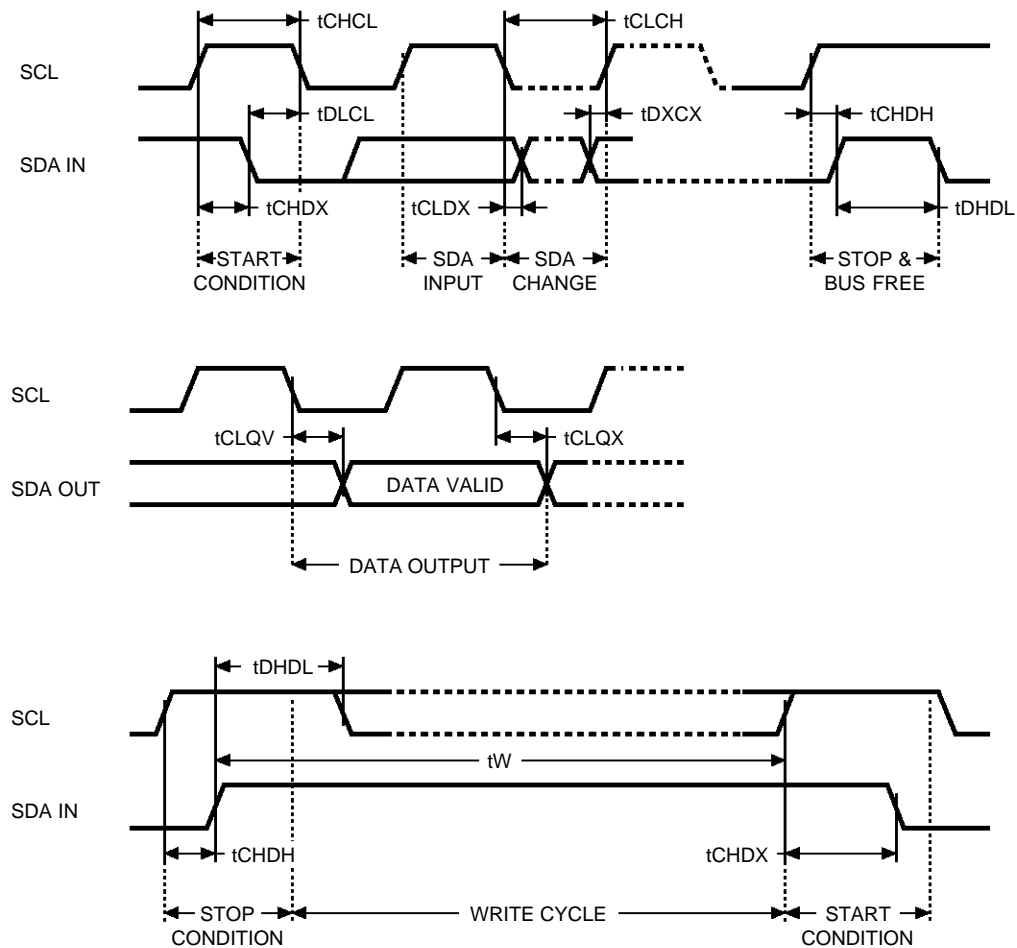 tCHCL
tCLCH
SCL
tDLCL
tDXCX
tCHDH
SDA IN
tCHDX
tCLDX
tDHDL
START
CONDITION
SDA
INPUT
SDA
CHANGE
STOP &
BUS FREE
SCL
tCLQV
tCLQX
SDA OUT
DATA VALID
DATA OUTPUT
tDHDL
SCL
tW
SDA IN
tCHDH
tCHDX
STOP
CONDITION
WRITE CYCLE
START
CONDITION